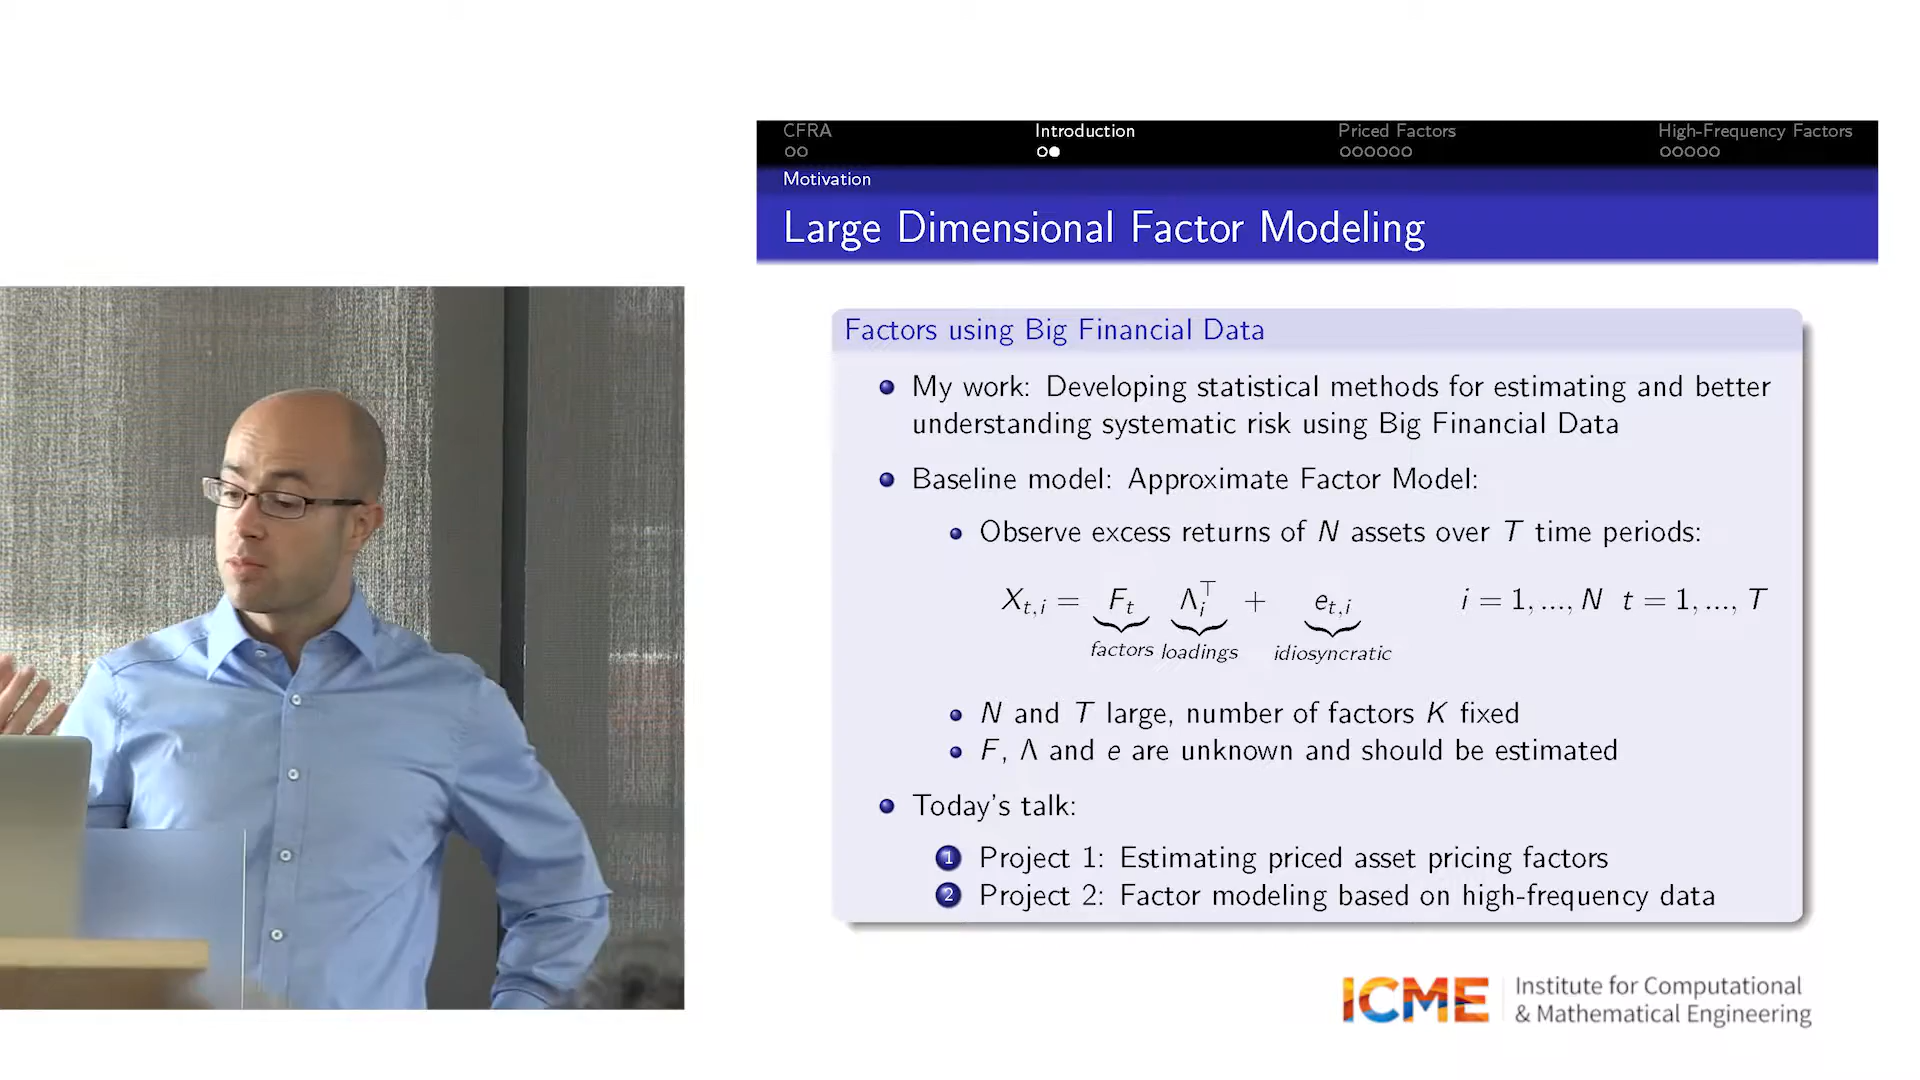 CFRA Introduction Priced Factors High-Frequency Factors
Motivation
Large Dimensional Factor Modeling
Factors using Big Financial Data
My work: Developing statistical methods for estimating and better
understanding systematic risk using Big Financial Data
Baseline model: Approximate Factor Model:
Observe excess returns of N assets over T time periods:
X_{t,i} = F_t Λ_i^⊤ + e_{t,i} i = 1, ..., N t = 1, ..., T
factors loadings idiosyncratic
N and T large, number of factors K fixed
F, Λ and e are unknown and should be estimated
Today's talk:
1 Project 1: Estimating priced asset pricing factors
2 Project 2: Factor modeling based on high-frequency data
ICME Institute for Computational
& Mathematical Engineering